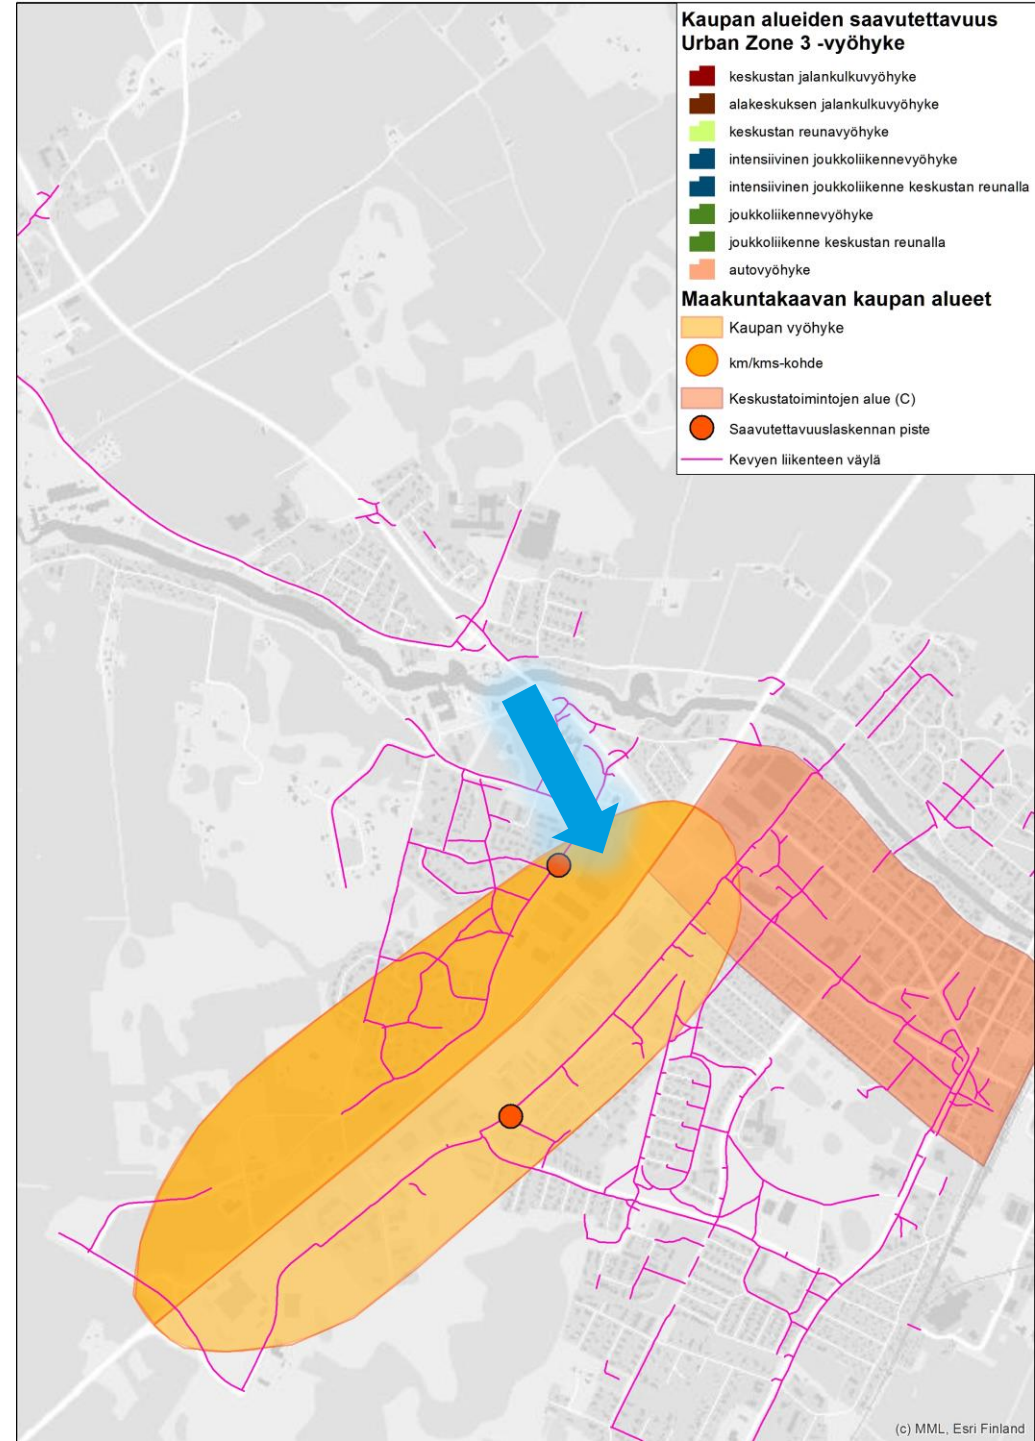 Kaupan alueiden saavutettavuus
Urban Zone 3 -vyöhyke
keskustan jalankulkuvyöhyke
alakeskuksen jalankulkuvyöhyke
keskustan reunavyöhyke
intensiivinen joukkoliikennevyöhyke
intensiivinen joukkoliikenne keskustan reunalla
joukkoliikennevyöhyke
joukkoliikenne keskustan reunalla
autovyöhyke
Maakuntakaavan kaupan alueet
Kaupan vyöhyke
km/kms-kohde
Keskustatoimintojen alue (C)
Saavutettavuuslaskennan piste
Kevyen liikenteen väylä
(c) MML, Esri Finland